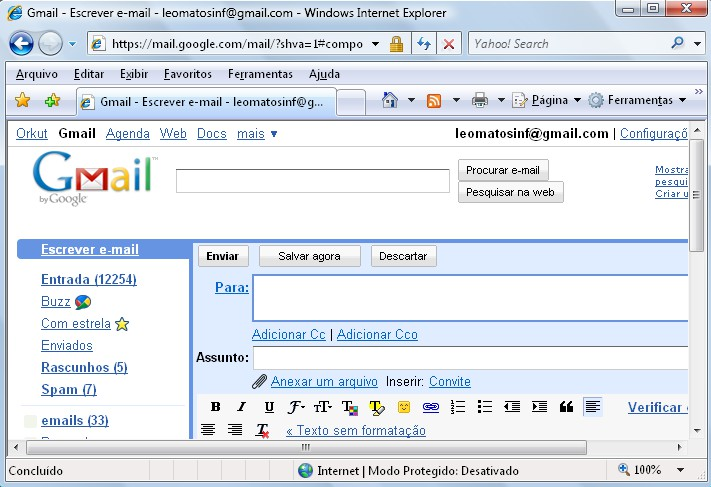 Gmail - Escrever e-mail - leomatosinf@gmail.com - Windows Internet Explorer
https://mail.google.com/mail/?shva=1#compo
Yahoo! Search
Arquivo Editar Exibir Favoritos Ferramentas Ajuda
Gmail - Escrever e-mail - leomatosinf@g...
Página Ferramentas
Orkut Gmail Agenda Web Docs mais ▼
leomatosinf@gmail.com | Configuraçõ
Gmail™
by Google
Procurar e-mail
Pesquisar na web
Mostra
pesqui
Criar u
Escrever e-mail
Enviar Salvar agora Descartar
Entrada (12254)
Buzz
Com estrela
Enviados
Rascunhos (5)
Spam (7)
emails (33)
Para:
Adicionar Cc | Adicionar Cco
Assunto:
Anexar um arquivo Inserir: Convite
B I U
Verificar
« Texto sem formatação
Concluído
Internet | Modo Protegido: Desativado
100%